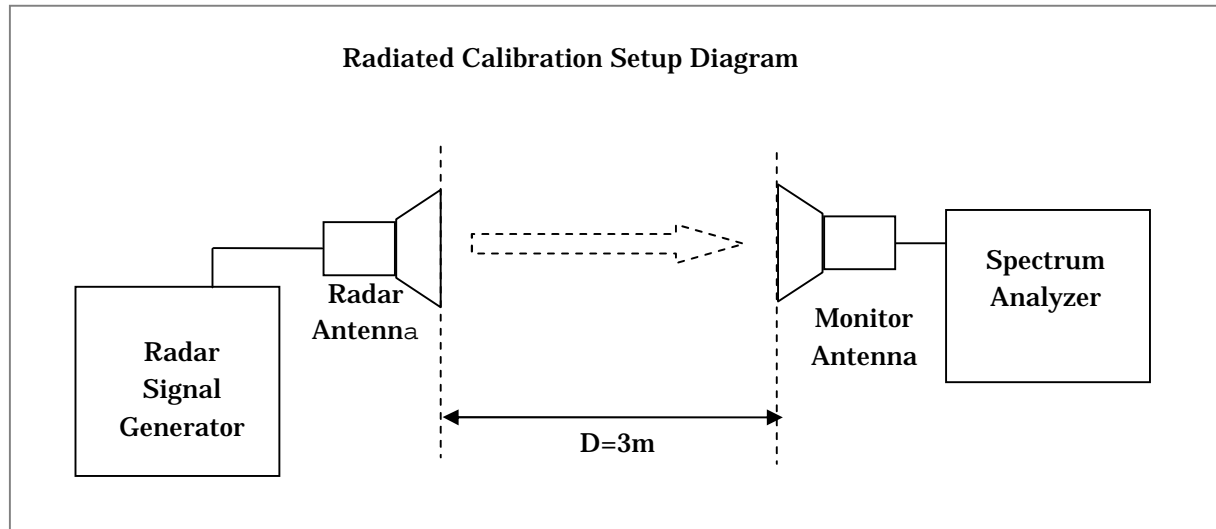 Radiated Calibration Setup Diagram
Radar
Antenna
Radar
Signal
Generator
Monitor
Antenna
Spectrum
Analyzer
D=3m